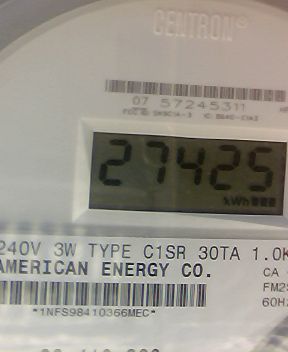 CENTRON®
07 57245311
27425
kWh
240V 3W TYPE C1SR 30TA 1.0K
AMERICAN ENERGY CO.
CA
FM2S
60Hz
*1NFS98410366MEC*